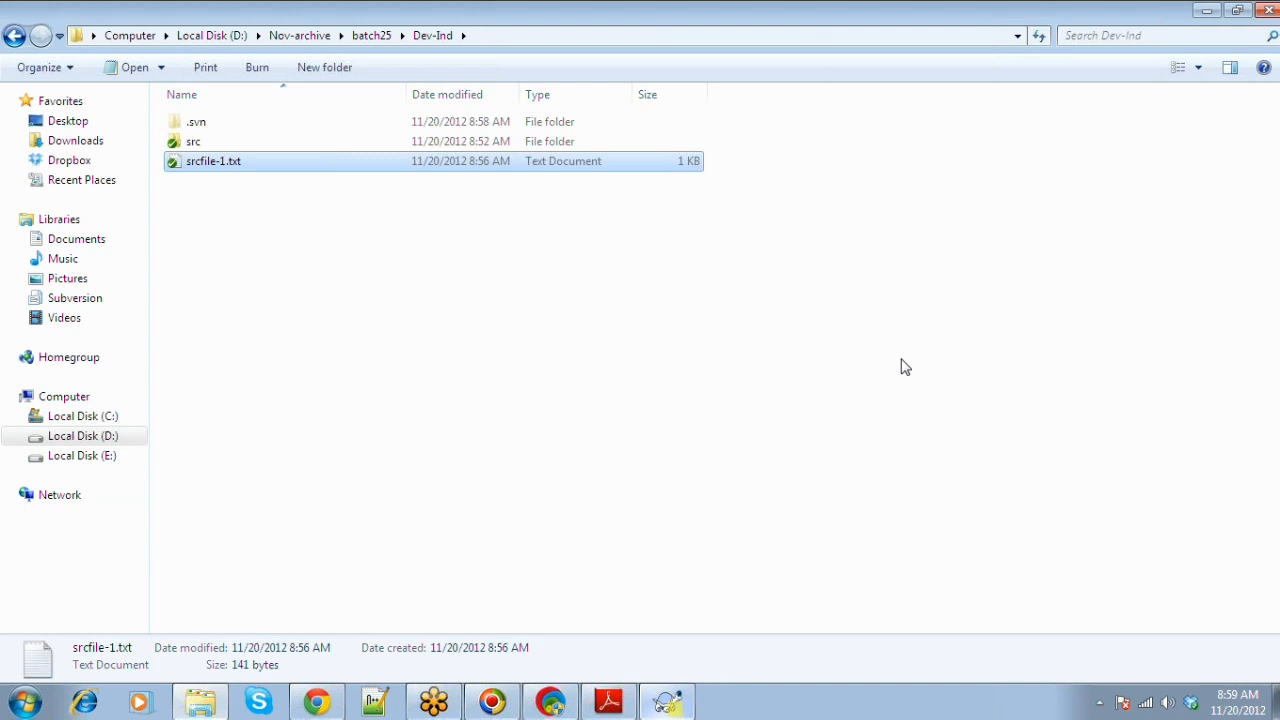 Computer Local Disk (D:) Nov-archive batch25 Dev-Ind Search Dev-Ind
Organize Open Print Burn New folder
Name Date modified Type Size
.svn 11/20/2012 8:58 AM File folder
src 11/20/2012 8:52 AM File folder
srcfile-1.txt 11/20/2012 8:56 AM Text Document 1 KB
Favorites
Desktop
Downloads
Dropbox
Recent Places
Libraries
Documents
Music
Pictures
Subversion
Videos
Homegroup
Computer
Local Disk (C:)
Local Disk (D:)
Local Disk (E:)
Network
srcfile-1.txt Date modified: 11/20/2012 8:56 AM Date created: 11/20/2012 8:56 AM
Text Document Size: 141 bytes
8:59 AM
11/20/2012